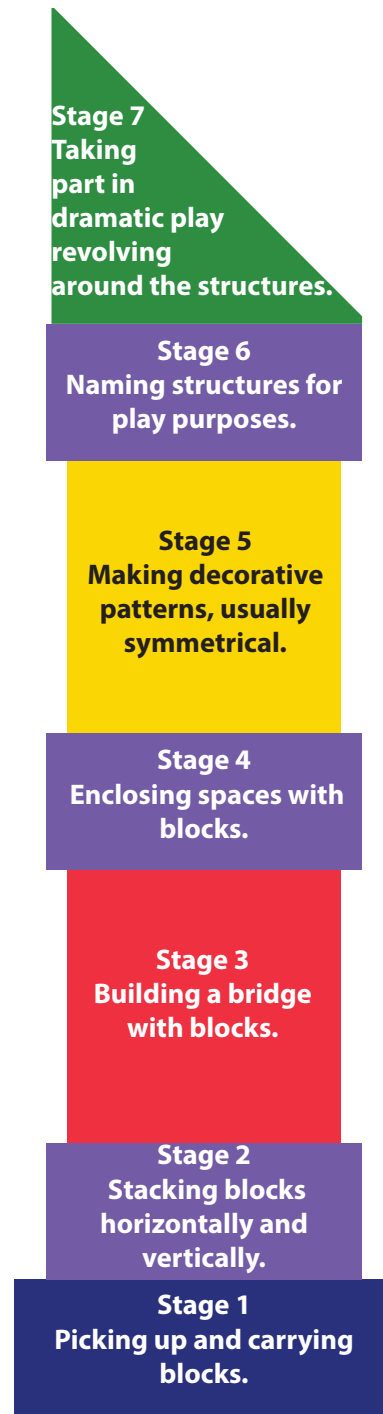 Stage 7
Taking
part in
dramatic play
revolving
around the structures.
Stage 6
Naming structures for
play purposes.
Stage 5
Making decorative
patterns, usually
symmetrical.
Stage 4
Enclosing spaces with
blocks.
Stage 3
Building a bridge
with blocks.
Stage 2
Stacking blocks
horizontally and
vertically.
Stage 1
Picking up and carrying
blocks.